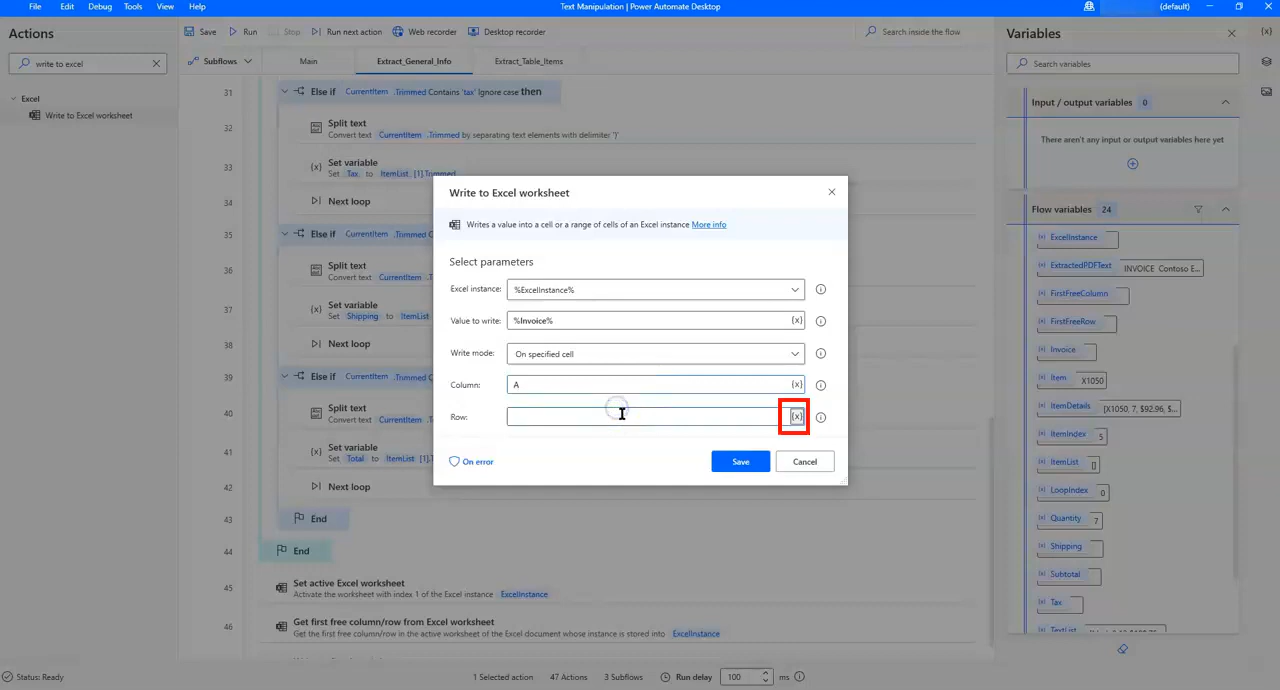 File Edit Debug Tools View Help
Text Manipulation | Power Automate Desktop
(default)
Actions
write to excel
Excel
Write to Excel worksheet
Save Run Stop Run next action Web recorder Desktop recorder Search inside the flow
Subflows Main Extract_General_Info Extract_Table_Items
31 Else if CurrentItem .Trimmed Contains 'tax' Ignore case then
32 Split text
Convert text CurrentItem .Trimmed by separating text elements with delimiter
33 Set variable
Set Tax to ItemList [1].Trimmed
34 Next loop
35 Else if CurrentItem .Trimmed
36 Split text
Convert text CurrentItem
37 Set variable
Set Shipping to ItemList
38 Next loop
39 Else if CurrentItem .Trimmed
40 Split text
Convert text CurrentItem
41 Set variable
Set Total to ItemList [1].T
42 Next loop
43 End
44 End
45 Set active Excel worksheet
Activate the worksheet with index 1 of the Excel instance ExcelInstance
46 Get first free column/row from Excel worksheet
Get the first free column/row in the active worksheet of the Excel document whose instance is stored into ExcelInstance
Write to Excel worksheet
Writes a value into a cell or a range of cells of an Excel instance More info
Select parameters
Excel instance: %ExcelInstance%
Value to write: %Invoice% {x}
Write mode: On specified cell
Column: A {x}
Row: {x}
On error
Save Cancel
Variables
Search variables
Input / output variables 0
There aren't any input or output variables here yet
Flow variables 24
ExcelInstance
ExtractedPDFText INVOICE Contoso E...
FirstFreeColumn
FirstFreeRow
Invoice
Item X1050
ItemDetails [X1050, 7, $92.96, $...
ItemIndex 5
ItemList []
LoopIndex 0
Quantity 7
Shipping
Subtotal
Tax
TextList
Status: Ready
1 Selected action 47 Actions 3 Subflows Run delay 100 ms